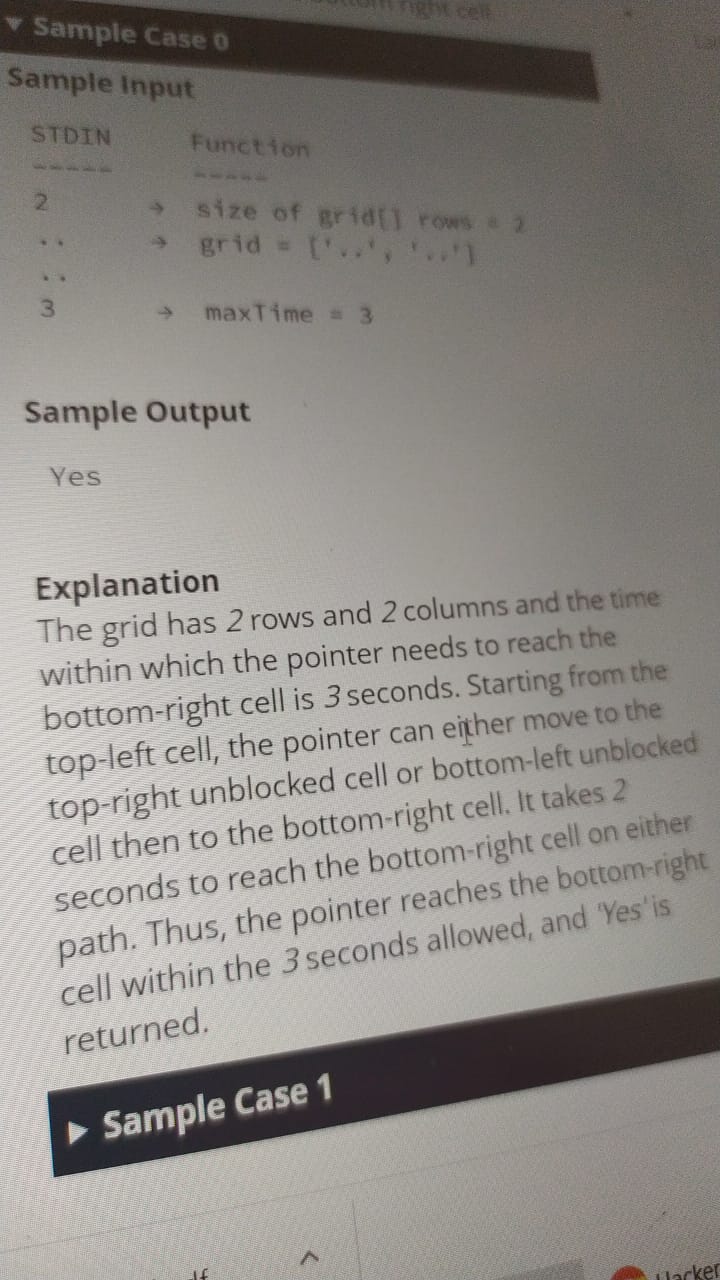 right cell
▼ Sample Case 0
Sample Input
STDIN Function
----- -----
2 → size of grid[] rows = 2
.. → grid = ['..', '..']
..
3 → maxTime = 3
Sample Output
Yes
Explanation
The grid has 2 rows and 2 columns and the time
within which the pointer needs to reach the
bottom-right cell is 3 seconds. Starting from the
top-left cell, the pointer can either move to the
top-right unblocked cell or bottom-left unblocked
cell then to the bottom-right cell. It takes 2
seconds to reach the bottom-right cell on either
path. Thus, the pointer reaches the bottom-right
cell within the 3 seconds allowed, and 'Yes' is
returned.
▶ Sample Case 1